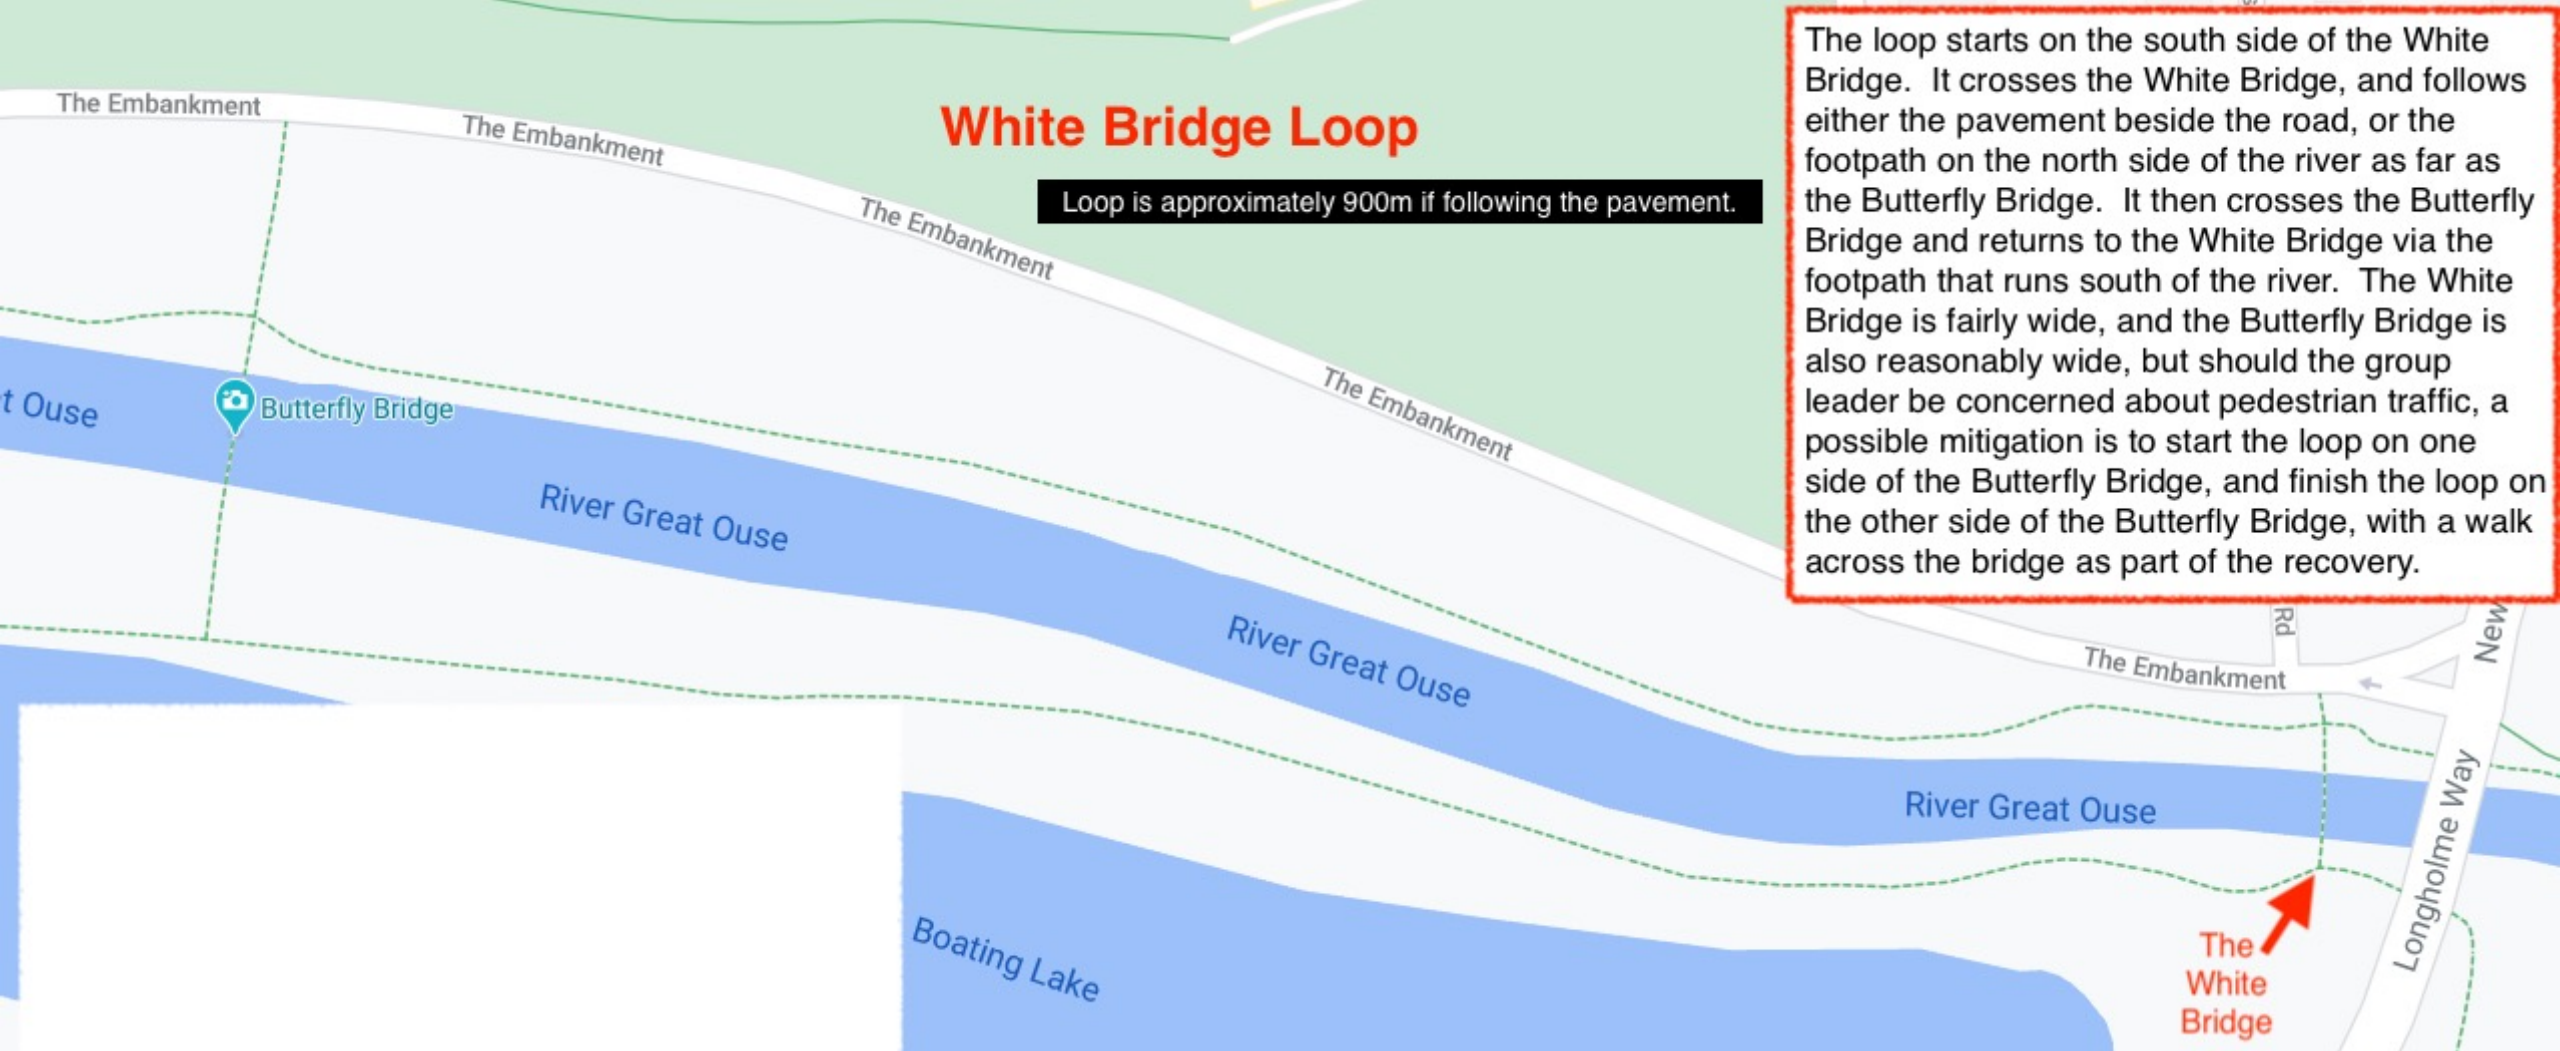 The loop starts on the south side of the White
Bridge.  It crosses the White Bridge, and follows
either the pavement beside the road, or the
footpath on the north side of the river as far as
the Butterfly Bridge.  It then crosses the Butterfly
Bridge and returns to the White Bridge via the
footpath that runs south of the river.  The White
Bridge is fairly wide, and the Butterfly Bridge is
also reasonably wide, but should the group
leader be concerned about pedestrian traffic, a
possible mitigation is to start the loop on one
side of the Butterfly Bridge, and finish the loop on
the other side of the Butterfly Bridge, with a walk
across the bridge as part of the recovery.
White Bridge Loop
Loop is approximately 900m if following the pavement.
The Embankment
The Embankment
The Embankment
The Embankment
The Embankment
t Ouse
Butterfly Bridge
River Great Ouse
River Great Ouse
River Great Ouse
Rd
New
Longholme Way
Boating Lake
The
White
Bridge